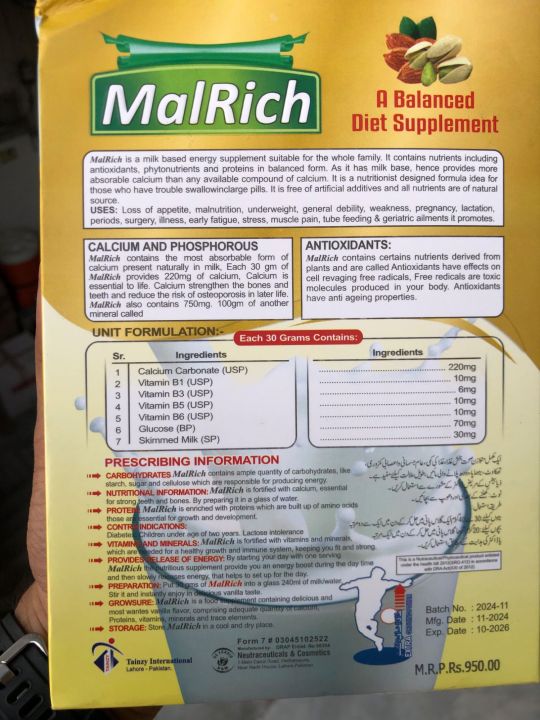 MalRich
A Balanced
Diet Supplement
MalRich is a milk based energy supplement suitable for the whole family. It contains nutrients including
antioxidants, phytonutrients and proteins in balanced form. As it has milk base, hence provides more
absorable calcium than any available compound of calcium. It is a nutritionist designed formula idea for
those who have trouble swallowinclarge pills. It is free of artificial additives and all nutrients are of natural
source.
USES: Loss of appetite, malnutrition, underweight, general debility, weakness, pregnancy, lactation,
periods, surgery, illness, early fatigue, stress, muscle pain, tube feeding & geriatric ailments it promotes.
CALCIUM AND PHOSPHOROUS
MalRich contains the most absorbable form of
calcium present naturally in milk, Each 30 gm of
MalRich provides 220mg of calcium, Calcium is
essential to life. Calcium strengthen the bones and
teeth and reduce the risk of osteoporosis in later life.
MalRich also contains 750mg. 100gm of another
mineral called
ANTIOXIDANTS:
MalRich contains certains nutrients derived from
plants and are called Antioxidants have effects on
cell revaging free radicals, Free redicals are toxic
molecules produced in your body. Antioxidants
have anti ageing properties.
UNIT FORMULATION:-
Each 30 Grams Contains:
Sr. Ingredients Ingredients
1 Calcium Carbonate (USP) 220mg
2 Vitamin B1 (USP) 10mg
3 Vitamin B3 (USP) 6mg
4 Vitamin B5 (USP) 10mg
5 Vitamin B6 (USP) 10mg
6 Glucose (BP) 70mg
7 Skimmed Milk (SP) 30mg
PRESCRIBING INFORMATION
CARBOHYDRATES MalRich contains ample quantity of carbohydrates, like
starch, sugar and cellulose which are responsible for producing energy.
NUTRITIONAL INFORMATION: MalRich is fortified with calcium, essential
for strong teeth and bones. By preparing it in a glass of water.
PROTEIN MalRich is enriched with proteins which are built up of amino acids
those are essential for growth and development.
CONTRINDICATIONS:
Diabetes, Children under age of two years. Lactose intolerance
VITAMINS AND MINERALS: MalRich is fortified with vitamins and minerals,
which are needed for a healthy growth and immune system, keeping you fit and strong.
PROVIDES RELEASE OF ENERGY: By starting your day with one serving
MalRich the nutritious supplement provide you an energy boost during the day time
and then slowly releases energy, that helps to set up for the day.
PREPARATION: Put 30gms of MalRich into a glass 240ml of milk/water.
Stir it and instantly enjoy in delicious vanilla taste.
GROWSURE: MalRich is a food supplement containing delicious and
most wantes vanilla flavor, comprising adequate quantity of calcium,
Proteins, vitamins, minerals and trace elements.
STORAGE: Store MalRich in a cool and dry place.
Batch No. : 2024-11
Mfg. Date : 11-2024
Exp. Date : 10-2026
M.R.P.Rs.950.00
Tainzy International
Lahore - Pakistan.
Form 7 # 03045102522
Manufactured by:
Neutraceuticals & Cosmetics